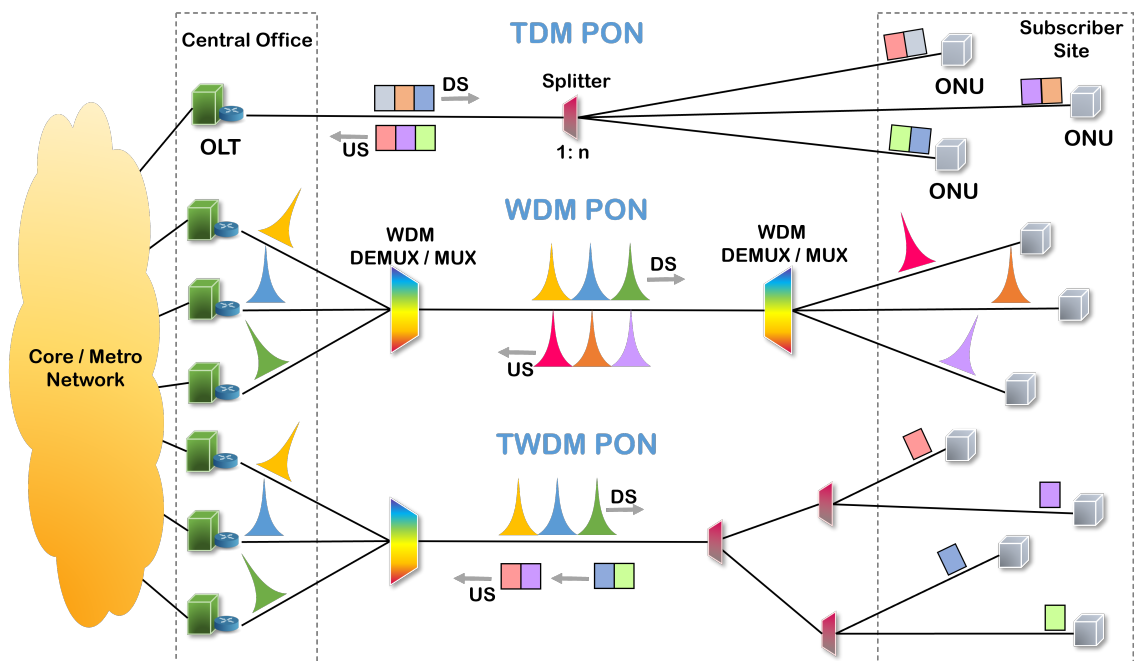 TDM PON
Central Office
Subscriber
Site
DS
Splitter
OLT
US
1: n
ONU
ONU
ONU
WDM PON
WDM
DEMUX / MUX
WDM
DEMUX / MUX
DS
US
Core / Metro
Network
TWDM PON
DS
US